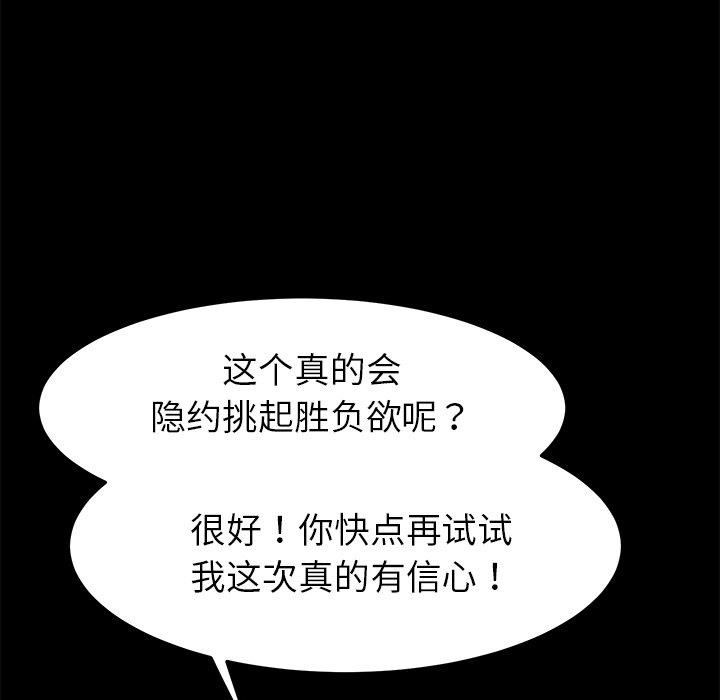 这个真的会
隐约挑起胜负欲呢？
很好！你快点再试试
我这次真的有信心！